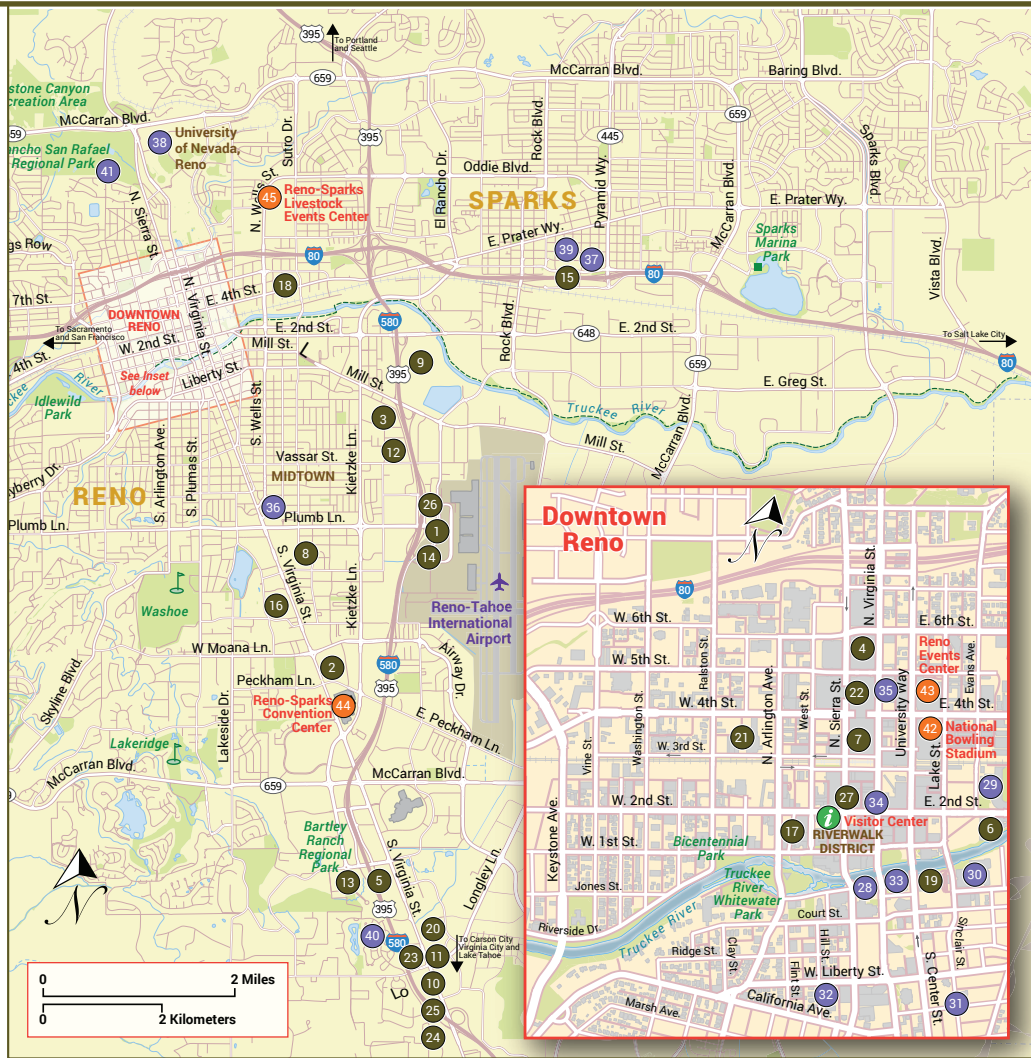 395
To Portland
and Seattle
659
McCarran Blvd.
Baring Blvd.
stone Canyon
creation Area
McCarran Blvd.
659
59
38
University
of Nevada,
Reno
Sutro Dr.
395
Rock Blvd.
445
Sparks Blvd.
ancho San Rafael
Regional Park
41
N. Sierra St.
N. Wells St.
45
Reno-Sparks
Livestock
Events Center
El Rancho Dr.
Oddie Blvd.
SPARKS
Pyramid Wy.
McCarran Blvd.
E. Prater Wy.
E. Prater Wy.
gs Row
80
39
37
15
80
Sparks
Marina
Park
Vista Blvd.
7th St.
18
E. 4th St.
N. Virginia St.
DOWNTOWN
RENO
W. 2nd St.
580
To Sacramento
and San Francisco
4th St.
E. 2nd St.
Mill St.
Rock Blvd.
648
E. 2nd St.
To Salt Lake City
80
See Inset
below
Liberty St.
L
Mill St.
395
9
659
E. Greg St.
ckee
River
Idlewild
Park
S. Wells St.
3
Truckee River
12
Mill St.
McCarran Blvd.
yberry Dr.
S. Arlington Ave.
S. Plumas St.
Vassar St.
MIDTOWN
Kietzke Ln.
RENO
36
26
Plumb Ln.
Plumb Ln.
1
8
14
S. Virginia St.
Kietzke Ln.
Washoe
16
Reno-Tahoe
International
Airport
W Moana Ln.
2
580
395
Airway Dr.
Skyline Blvd.
Peckham Ln.
Reno-Sparks
Convention
Center
44
Lakeside Dr.
E. Peckham Ln.
Lakeridge
McCarran Blvd.
9
659
McCarran Blvd.
Bartley
Ranch
Regional
Park
S. Virginia St.
Longley Ln.
N
13
5
395
40
580
20
23
11
To Carson City
Virginia City and
Lake Tahoe
10
Lo
25
24
0
2 Miles
0
2 Kilometers
Downtown
Reno
N
80
N. Virginia St.
W. 6th St.
E. 6th St.
Ralston St.
4
Reno
Events
Center
W. 5th St.
Evans Ave.
N. Arlington Ave.
West St.
N. Sierra St.
22
35
University Way
43
E. 4th St.
Washington St.
W. 4th St.
21
7
42
National
Bowling
Stadium
Vine St.
W. 3rd St.
Lake St.
29
Keystone Ave.
W. 2nd St.
27
34
E. 2nd St.
i
Visitor Center
6
W. 1st St.
Bicentennial
Park
17
RIVERWALK
DISTRICT
Jones St.
Truckee
River
Whitewater
Park
28
33
19
30
Riverside Dr.
Truckee River
Court St.
Ridge St.
Clay St.
Hill St.
Sinclair St.
S. Center St.
Flint St.
W. Liberty St.
Marsh Ave.
California Ave.
32
31